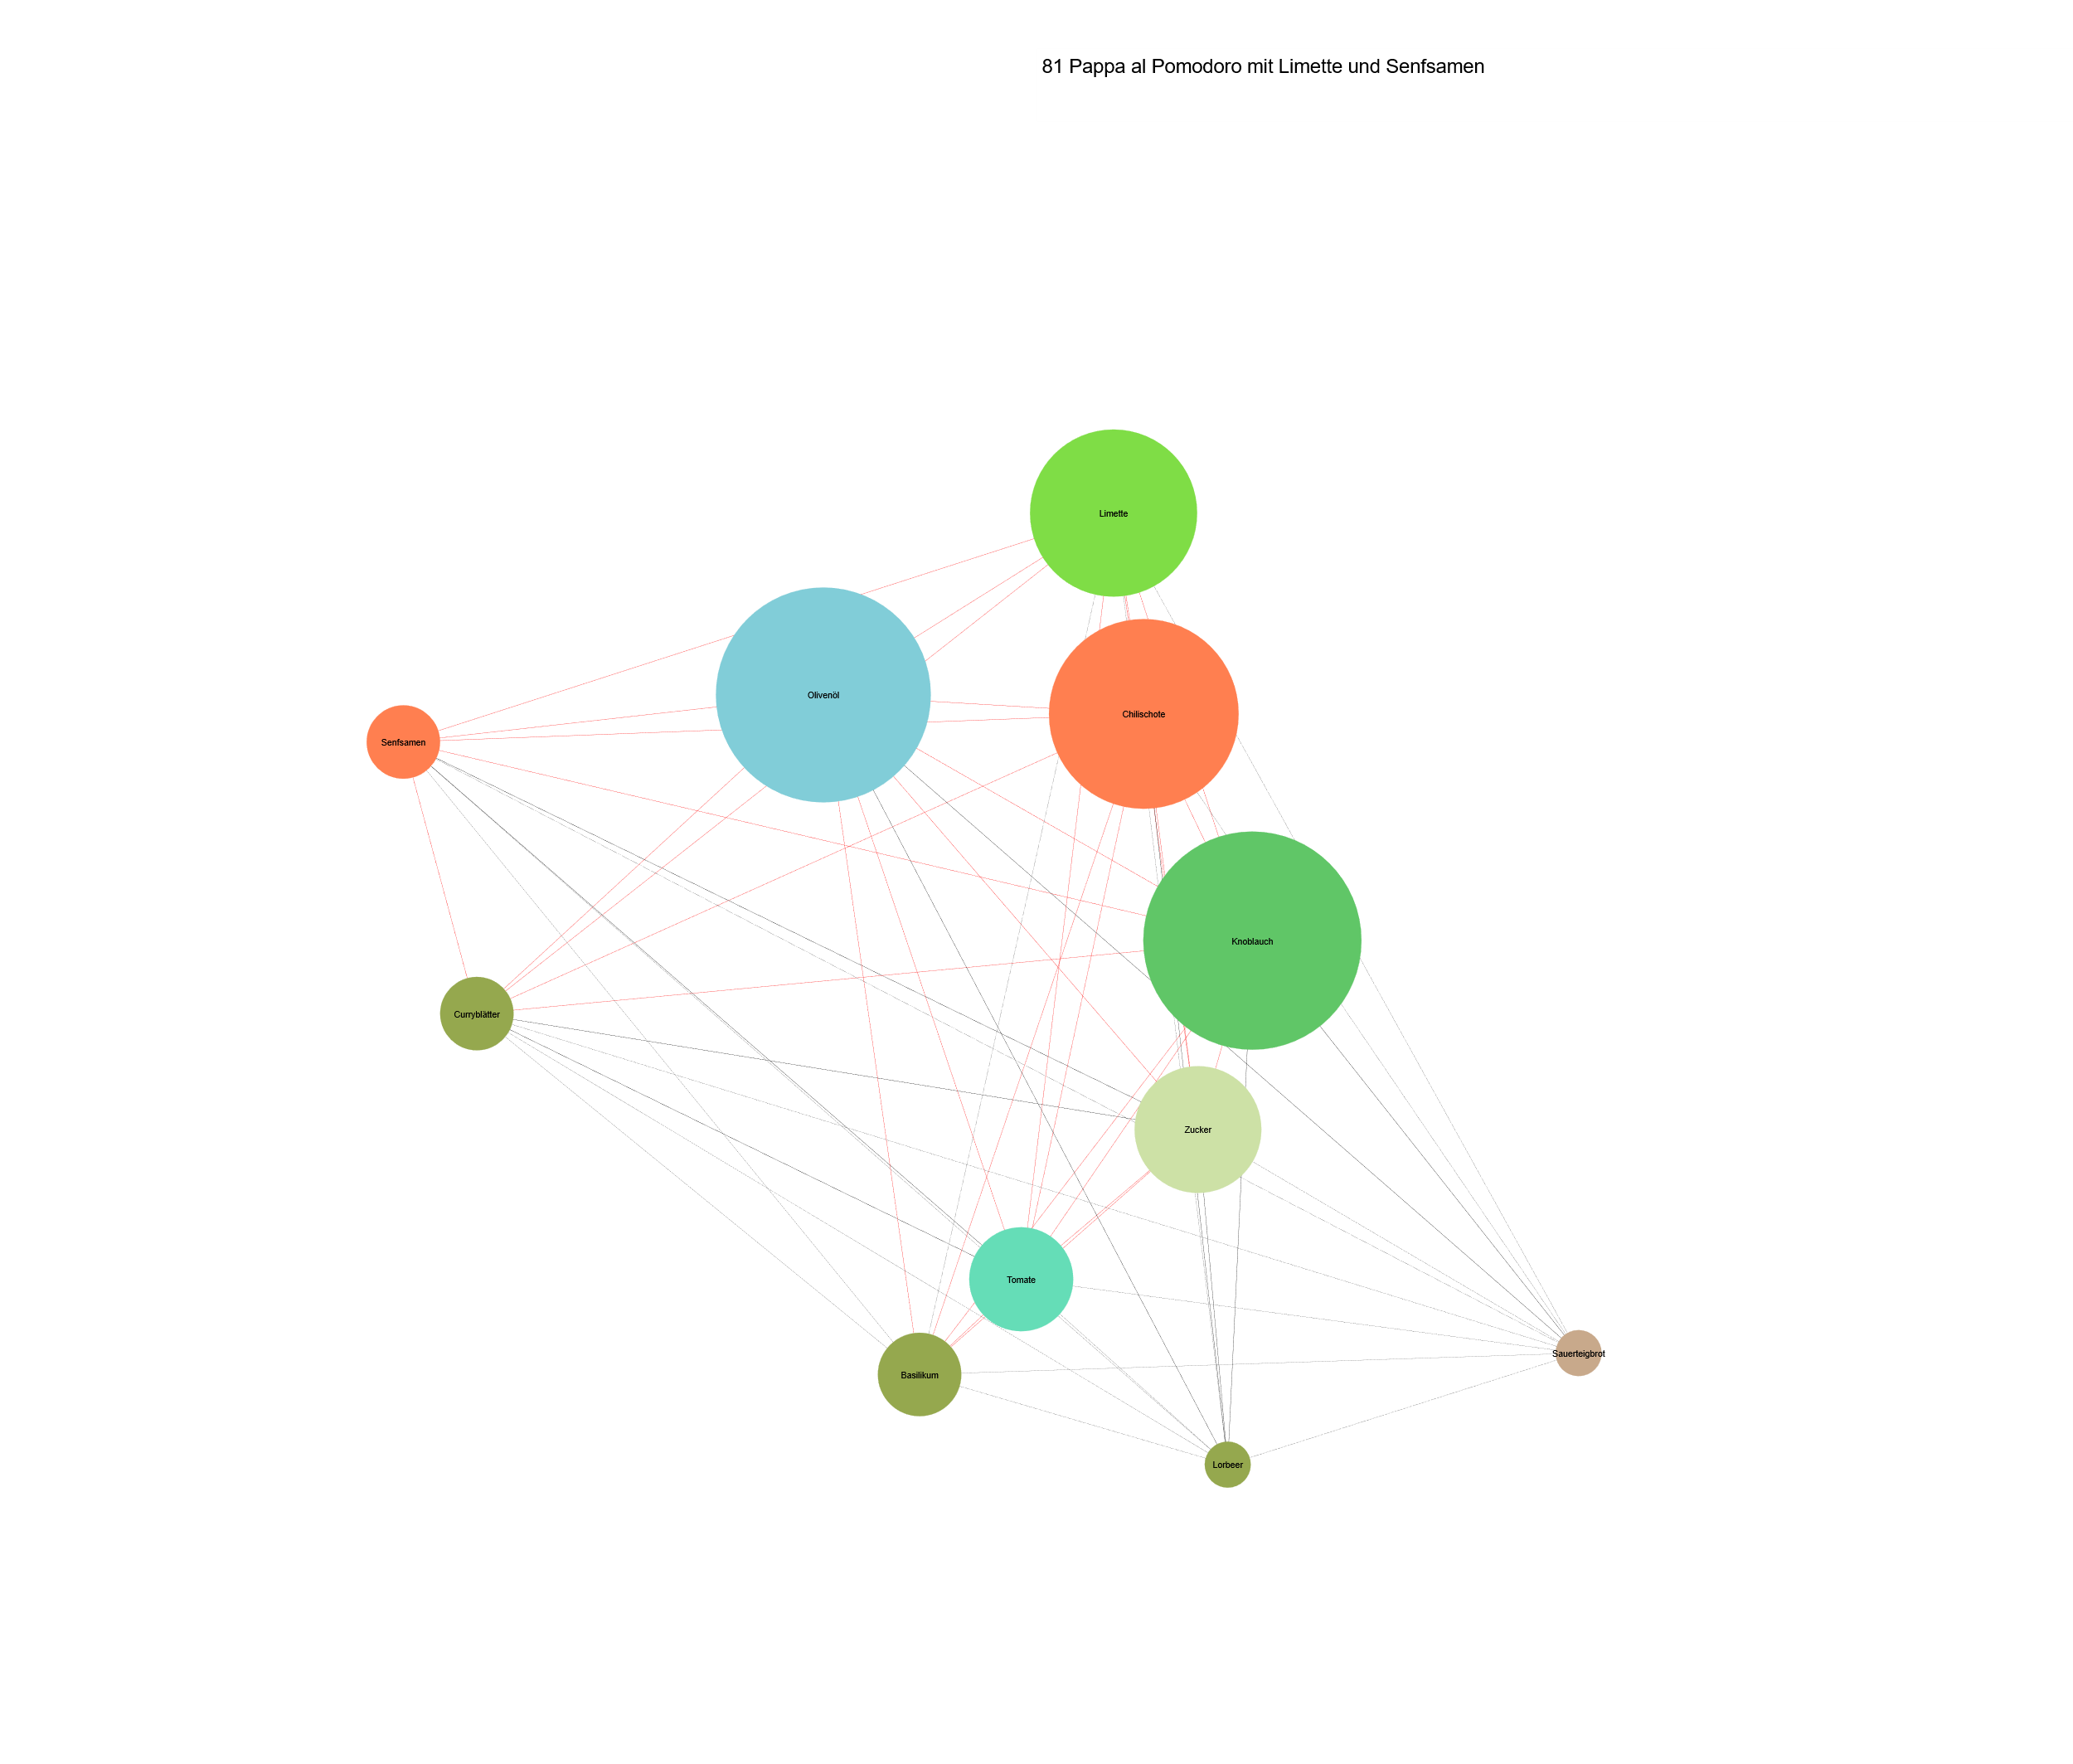 81 Pappa al Pomodoro mit Limette und Senfsamen
Limette
Olivenöl
Chilischote
Senfsamen
Knoblauch
Curryblätter
Zucker
Tomate
Sauerteigbrot
Basilikum
Lorbeer